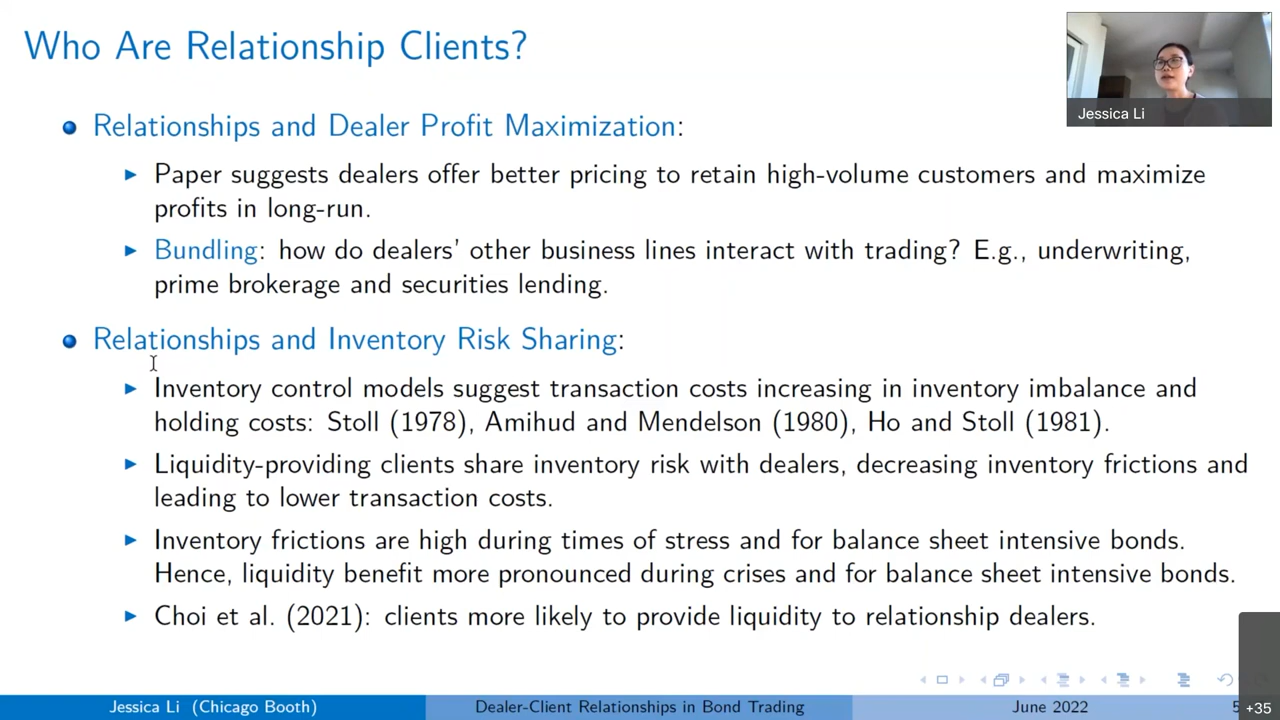 Who Are Relationship Clients?
Jessica Li
Relationships and Dealer Profit Maximization:
Paper suggests dealers offer better pricing to retain high-volume customers and maximize
profits in long-run.
Bundling: how do dealers' other business lines interact with trading? E.g., underwriting,
prime brokerage and securities lending.
Relationships and Inventory Risk Sharing:
Inventory control models suggest transaction costs increasing in inventory imbalance and
holding costs: Stoll (1978), Amihud and Mendelson (1980), Ho and Stoll (1981).
Liquidity-providing clients share inventory risk with dealers, decreasing inventory frictions and
leading to lower transaction costs.
Inventory frictions are high during times of stress and for balance sheet intensive bonds.
Hence, liquidity benefit more pronounced during crises and for balance sheet intensive bonds.
Choi et al. (2021): clients more likely to provide liquidity to relationship dealers.
Jessica Li (Chicago Booth) Dealer-Client Relationships in Bond Trading June 2022
+35